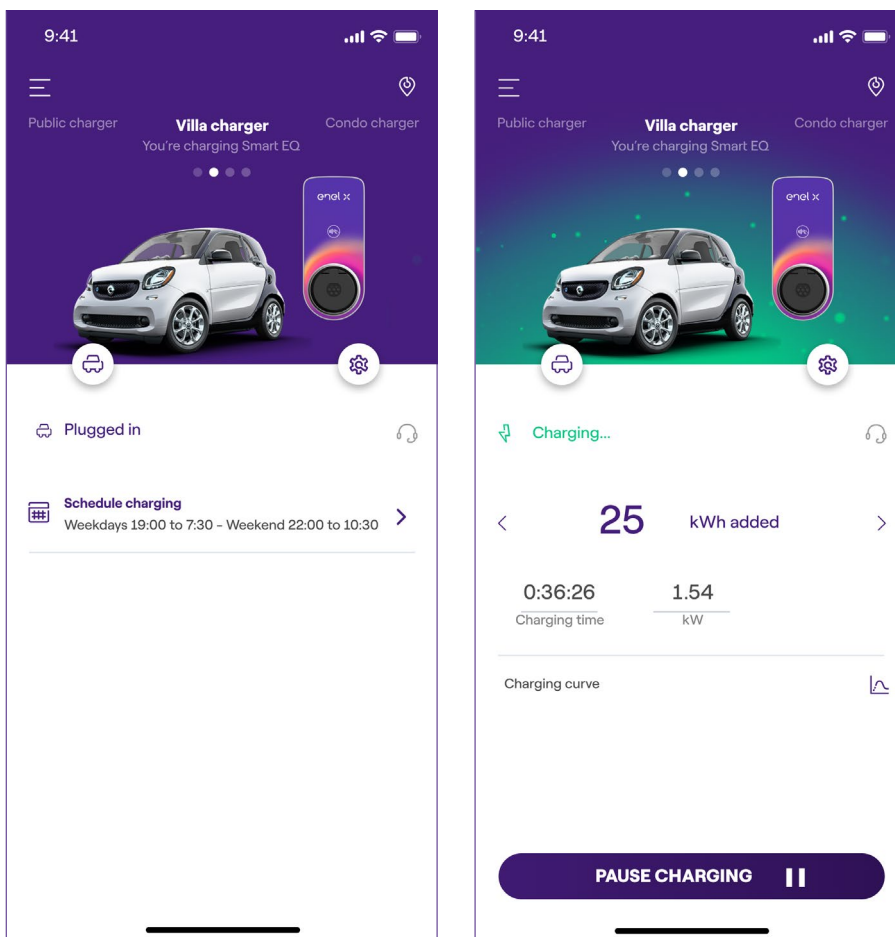 9:41
Public charger
Villa charger
Condo charger
You're charging Smart EQ
enel x
Plugged in
Schedule charging
Weekdays 19:00 to 7:30 - Weekend 22:00 to 10:30
9:41
Public charger
Villa charger
Condo charger
You're charging Smart EQ
enel x
Charging...
25 kWh added
0:36:26 1.54
Charging time kW
Charging curve
PAUSE CHARGING